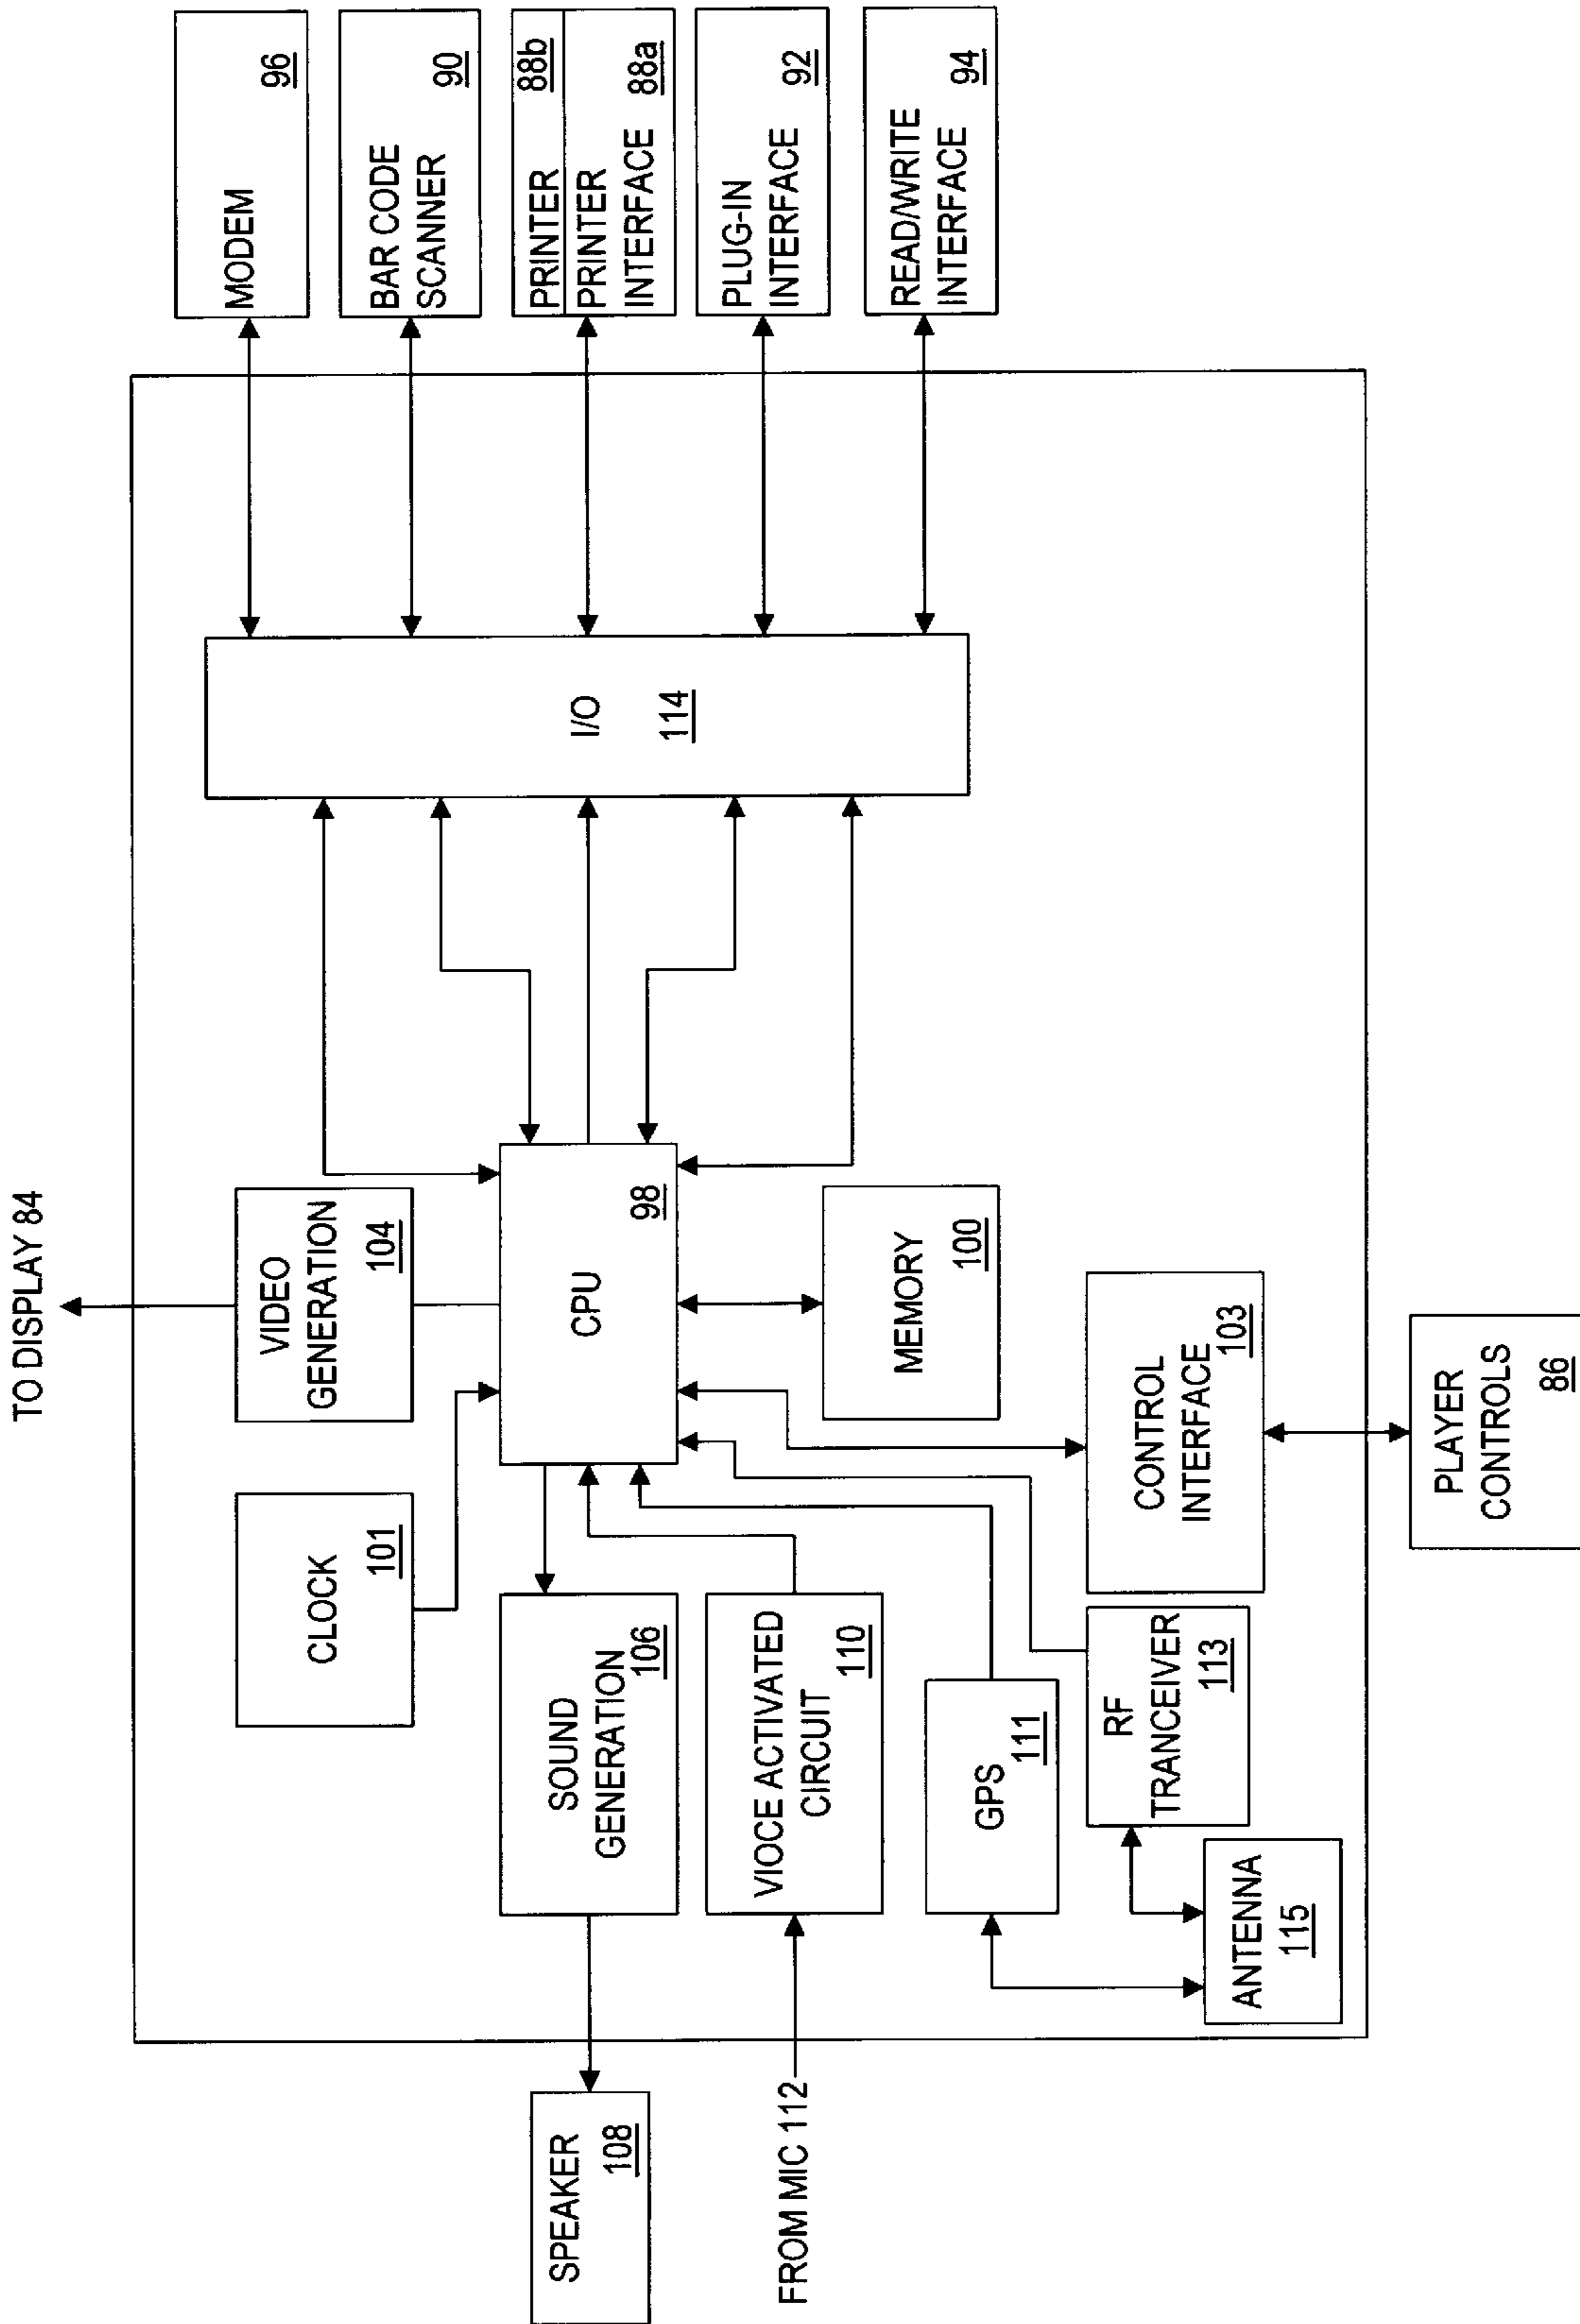 TO DISPLAY 84
SPEAKER
108
FROM MIC 112
CLOCK
101
VIDEO
GENERATION
104
SOUND
GENERATION
106
CPU
98
VIOCE ACTIVATED
CIRCUIT
110
MEMORY
100
GPS
111
RF
TRANCEIVER
113
ANTENNA
115
CONTROL
INTERFACE
103
PLAYER
CONTROLS
86
I/O
114
MODEM
96
BAR CODE
SCANNER
90
PRINTER
88b
PRINTER
INTERFACE
88a
PLUG-IN
INTERFACE
92
READ/WRITE
INTERFACE
94